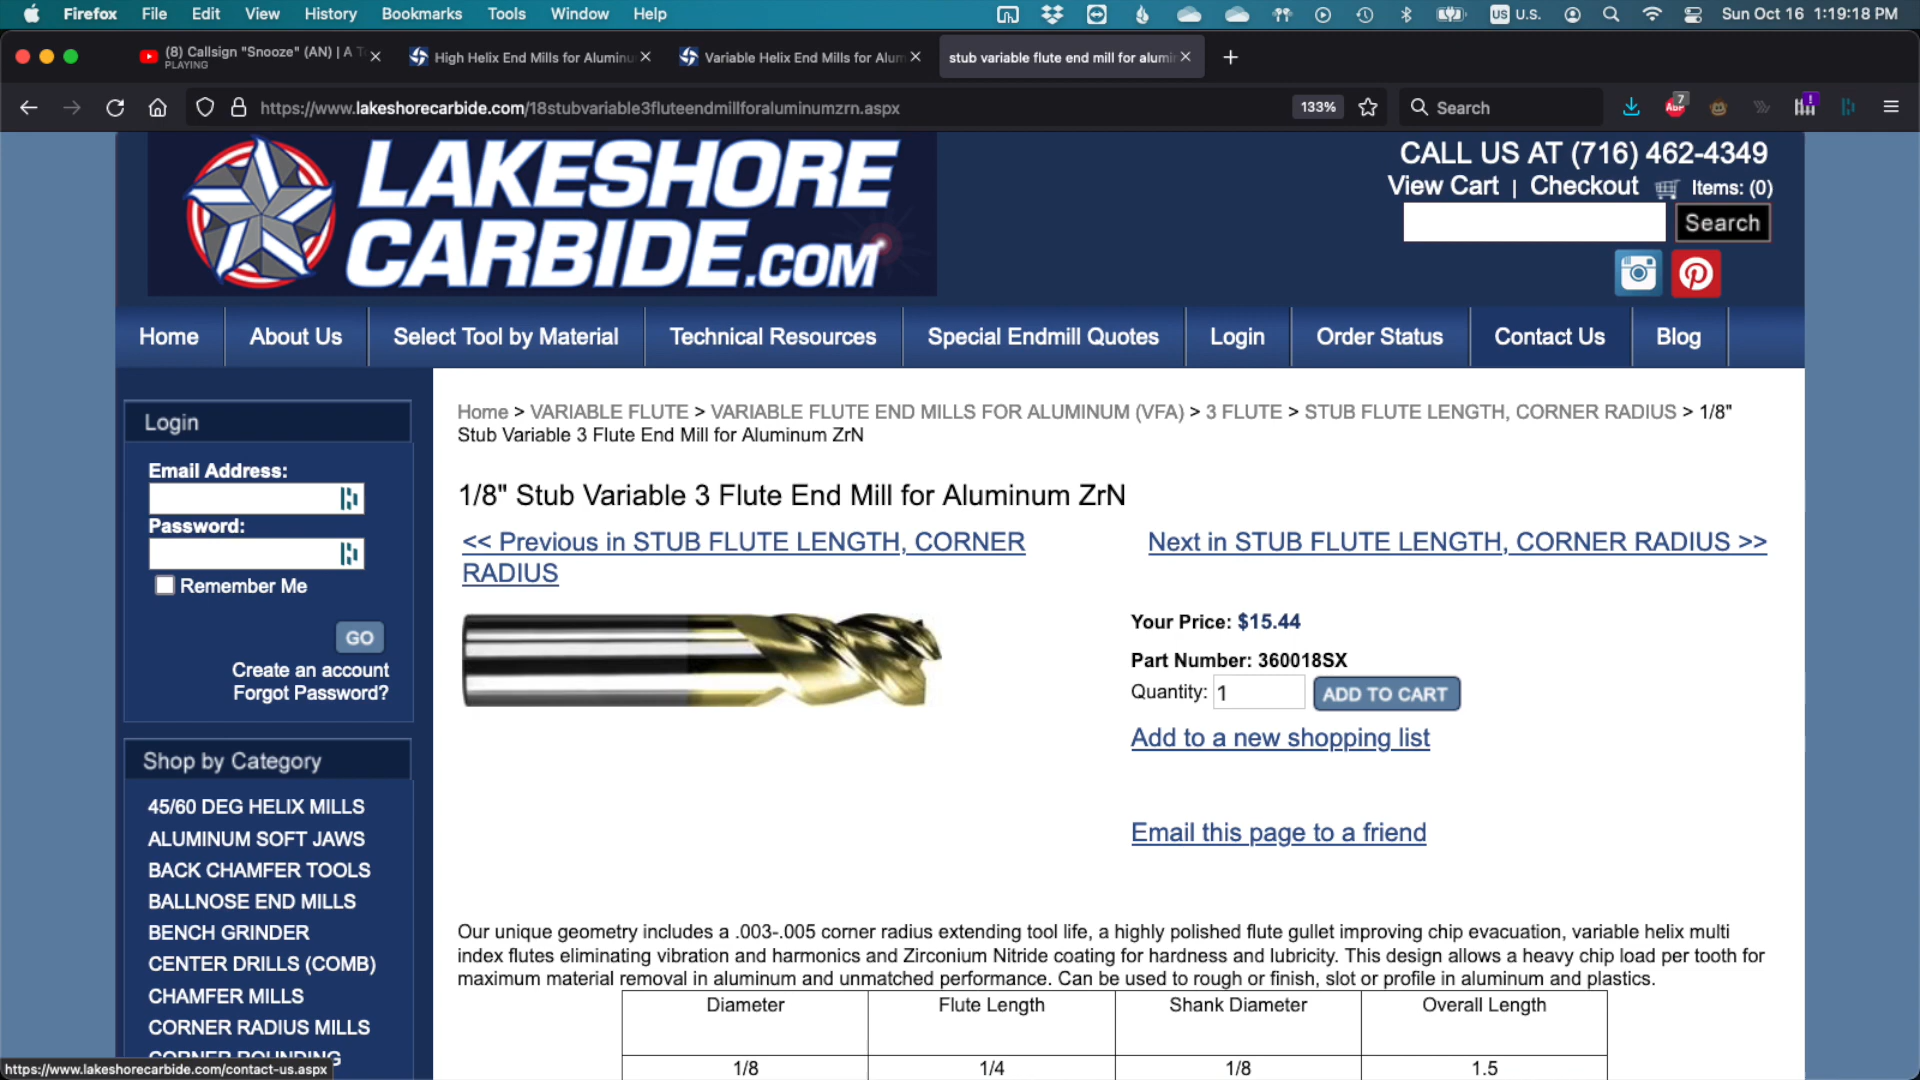 Firefox File Edit View History Bookmarks Tools Window Help US U.S. Sun Oct 16 1:19:18 PM
(8) Callsign "Snooze" (AN) | A T
PLAYING
High Helix End Mills for Aluminu
Variable Helix End Mills for Alum
stub variable flute end mill for alumi
https://www.lakeshorecarbide.com/18stubvariable3fluteendmillforaluminumzrn.aspx 133% Search ABP 7 !
LAKESHORE
CARBIDE.COM
CALL US AT (716) 462-4349
View Cart | Checkout Items: (0)
Search
Home About Us Select Tool by Material Technical Resources Special Endmill Quotes Login Order Status Contact Us Blog
Login
Email Address:
Password:
Remember Me
GO
Create an account
Forgot Password?
Shop by Category
45/60 DEG HELIX MILLS
ALUMINUM SOFT JAWS
BACK CHAMFER TOOLS
BALLNOSE END MILLS
BENCH GRINDER
CENTER DRILLS (COMB)
CHAMFER MILLS
CORNER RADIUS MILLS
CORNER ROUNDING
Home > VARIABLE FLUTE > VARIABLE FLUTE END MILLS FOR ALUMINUM (VFA) > 3 FLUTE > STUB FLUTE LENGTH, CORNER RADIUS > 1/8"
Stub Variable 3 Flute End Mill for Aluminum ZrN
1/8" Stub Variable 3 Flute End Mill for Aluminum ZrN
<< Previous in STUB FLUTE LENGTH, CORNER
RADIUS
Next in STUB FLUTE LENGTH, CORNER RADIUS >>
Your Price: $15.44
Part Number: 360018SX
Quantity: 1 ADD TO CART
Add to a new shopping list
Email this page to a friend
Our unique geometry includes a .003-.005 corner radius extending tool life, a highly polished flute gullet improving chip evacuation, variable helix multi
index flutes eliminating vibration and harmonics and Zirconium Nitride coating for hardness and lubricity. This design allows a heavy chip load per tooth for
maximum material removal in aluminum and unmatched performance. Can be used to rough or finish, slot or profile in aluminum and plastics.
Diameter Flute Length Shank Diameter Overall Length
1/8 1/4 1/8 1.5
https://www.lakeshorecarbide.com/contact-us.aspx